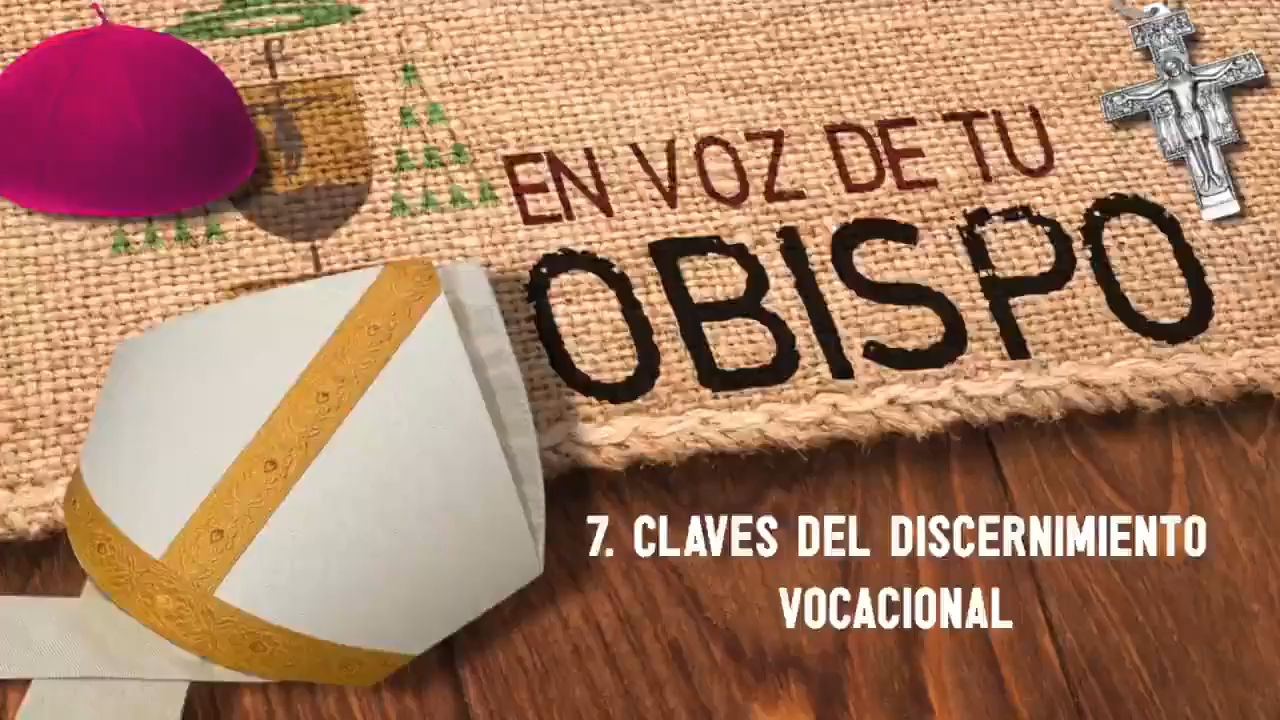 EN VOZ DE TU
OBISPO
7. CLAVES DEL DISCERNIMIENTO
VOCACIONAL